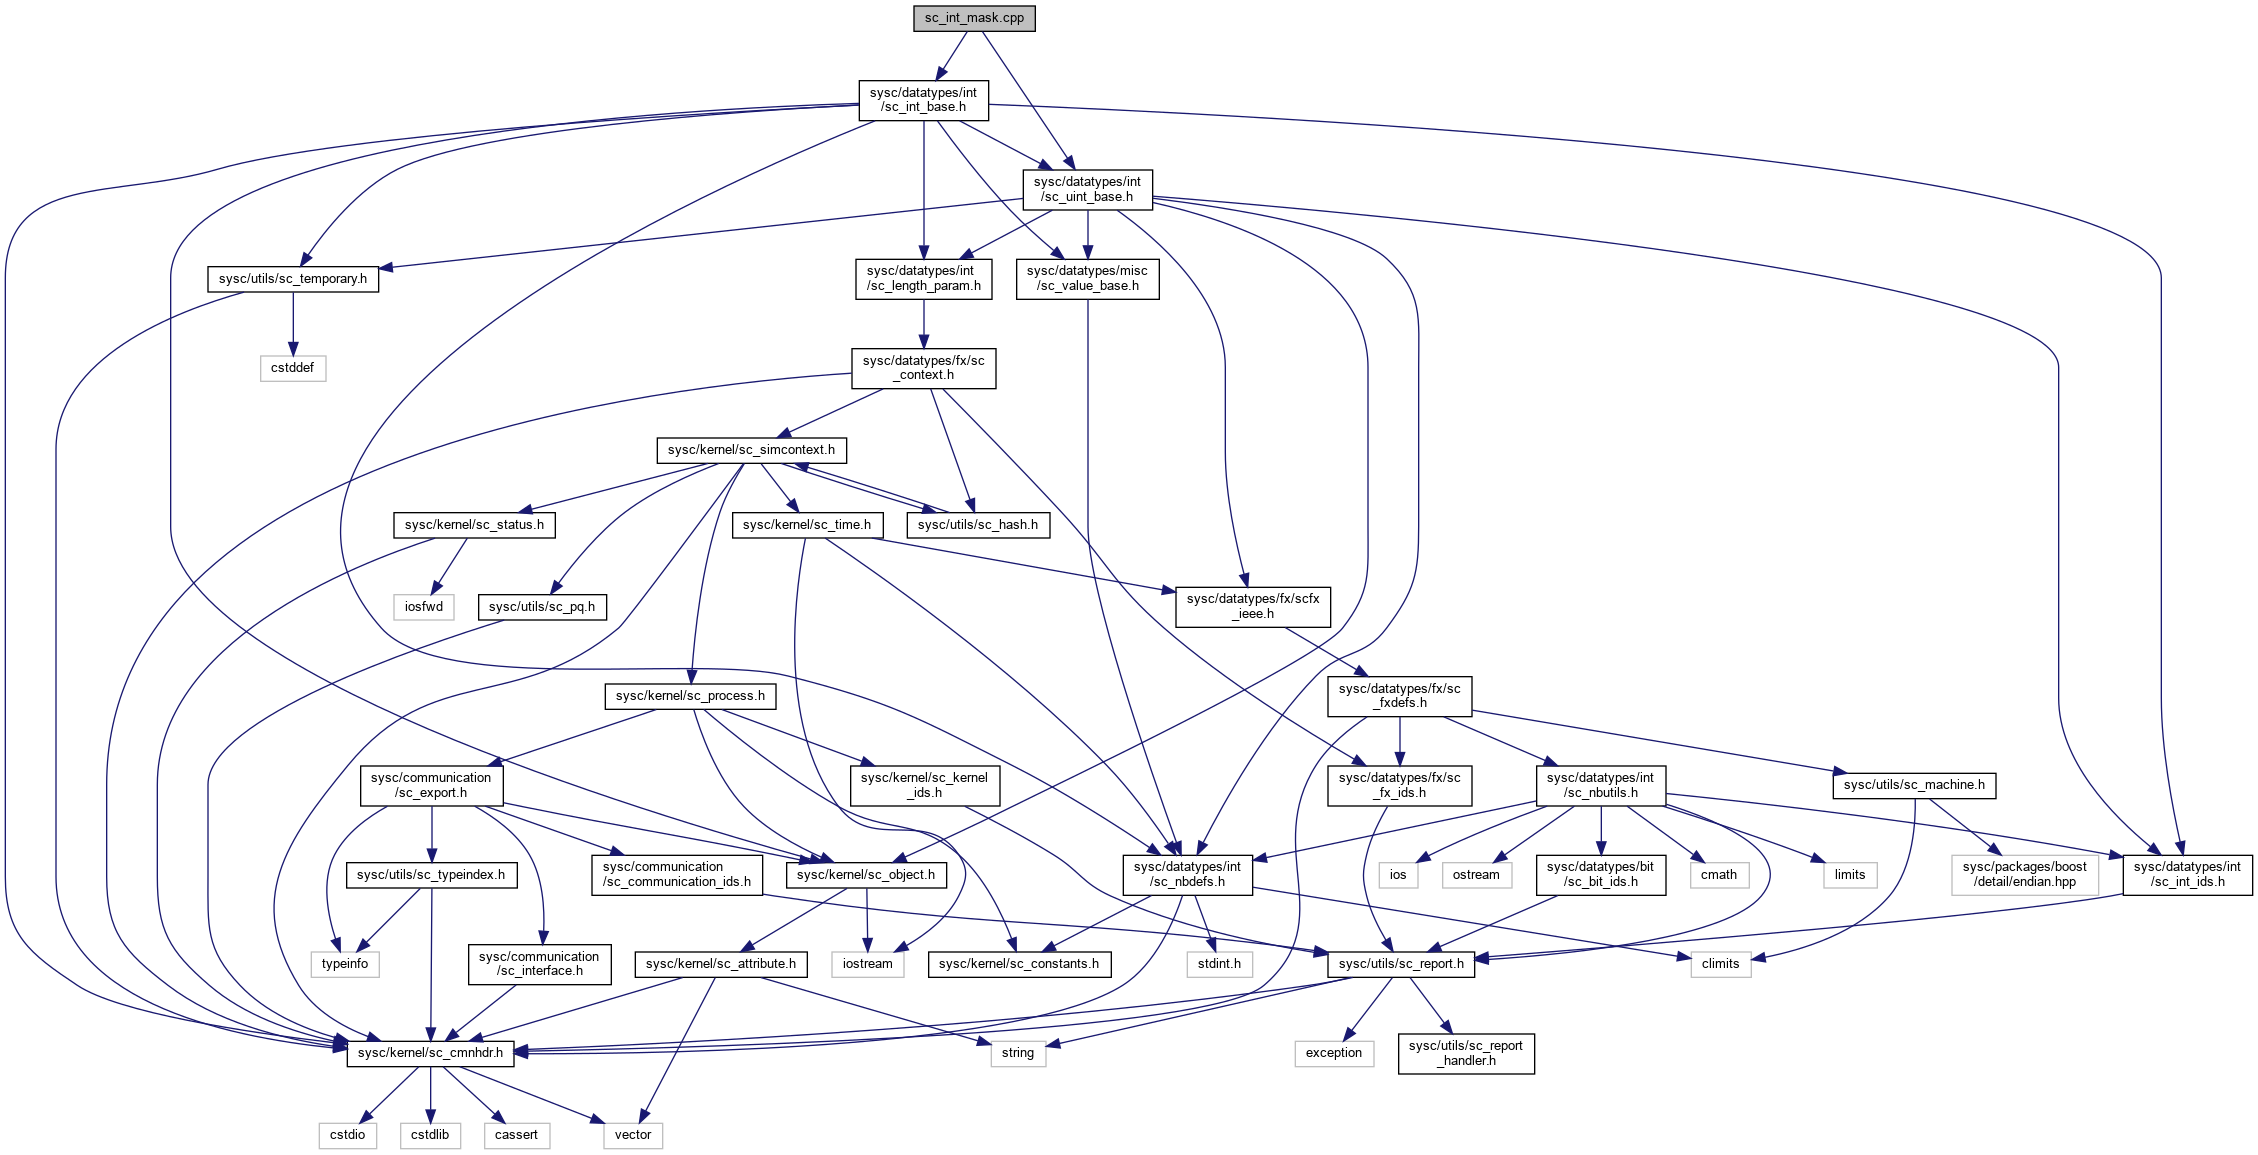 sc_int_mask.cpp
sysc/datatypes/int
/sc_int_base.h
sysc/datatypes/int
/sc_uint_base.h
sysc/utils/sc_temporary.h
sysc/datatypes/int
/sc_length_param.h
sysc/datatypes/misc
/sc_value_base.h
cstddef
sysc/datatypes/fx/sc
_context.h
sysc/kernel/sc_simcontext.h
sysc/kernel/sc_status.h
sysc/kernel/sc_time.h
sysc/utils/sc_hash.h
iosfwd
sysc/utils/sc_pq.h
sysc/datatypes/fx/scfx
_ieee.h
sysc/kernel/sc_process.h
sysc/datatypes/fx/sc
_fxdefs.h
sysc/communication
/sc_export.h
sysc/kernel/sc_kernel
_ids.h
sysc/datatypes/fx/sc
_fx_ids.h
sysc/datatypes/int
/sc_nbutils.h
sysc/utils/sc_machine.h
sysc/utils/sc_typeindex.h
sysc/communication
/sc_communication_ids.h
sysc/kernel/sc_object.h
sysc/datatypes/int
/sc_nbdefs.h
ios
ostream
sysc/datatypes/bit
/sc_bit_ids.h
cmath
limits
sysc/packages/boost
/detail/endian.hpp
sysc/datatypes/int
/sc_int_ids.h
typeinfo
sysc/communication
/sc_interface.h
sysc/kernel/sc_attribute.h
iostream
sysc/kernel/sc_constants.h
stdint.h
sysc/utils/sc_report.h
climits
sysc/kernel/sc_cmnhdr.h
string
exception
sysc/utils/sc_report
_handler.h
cstdio
cstdlib
cassert
vector